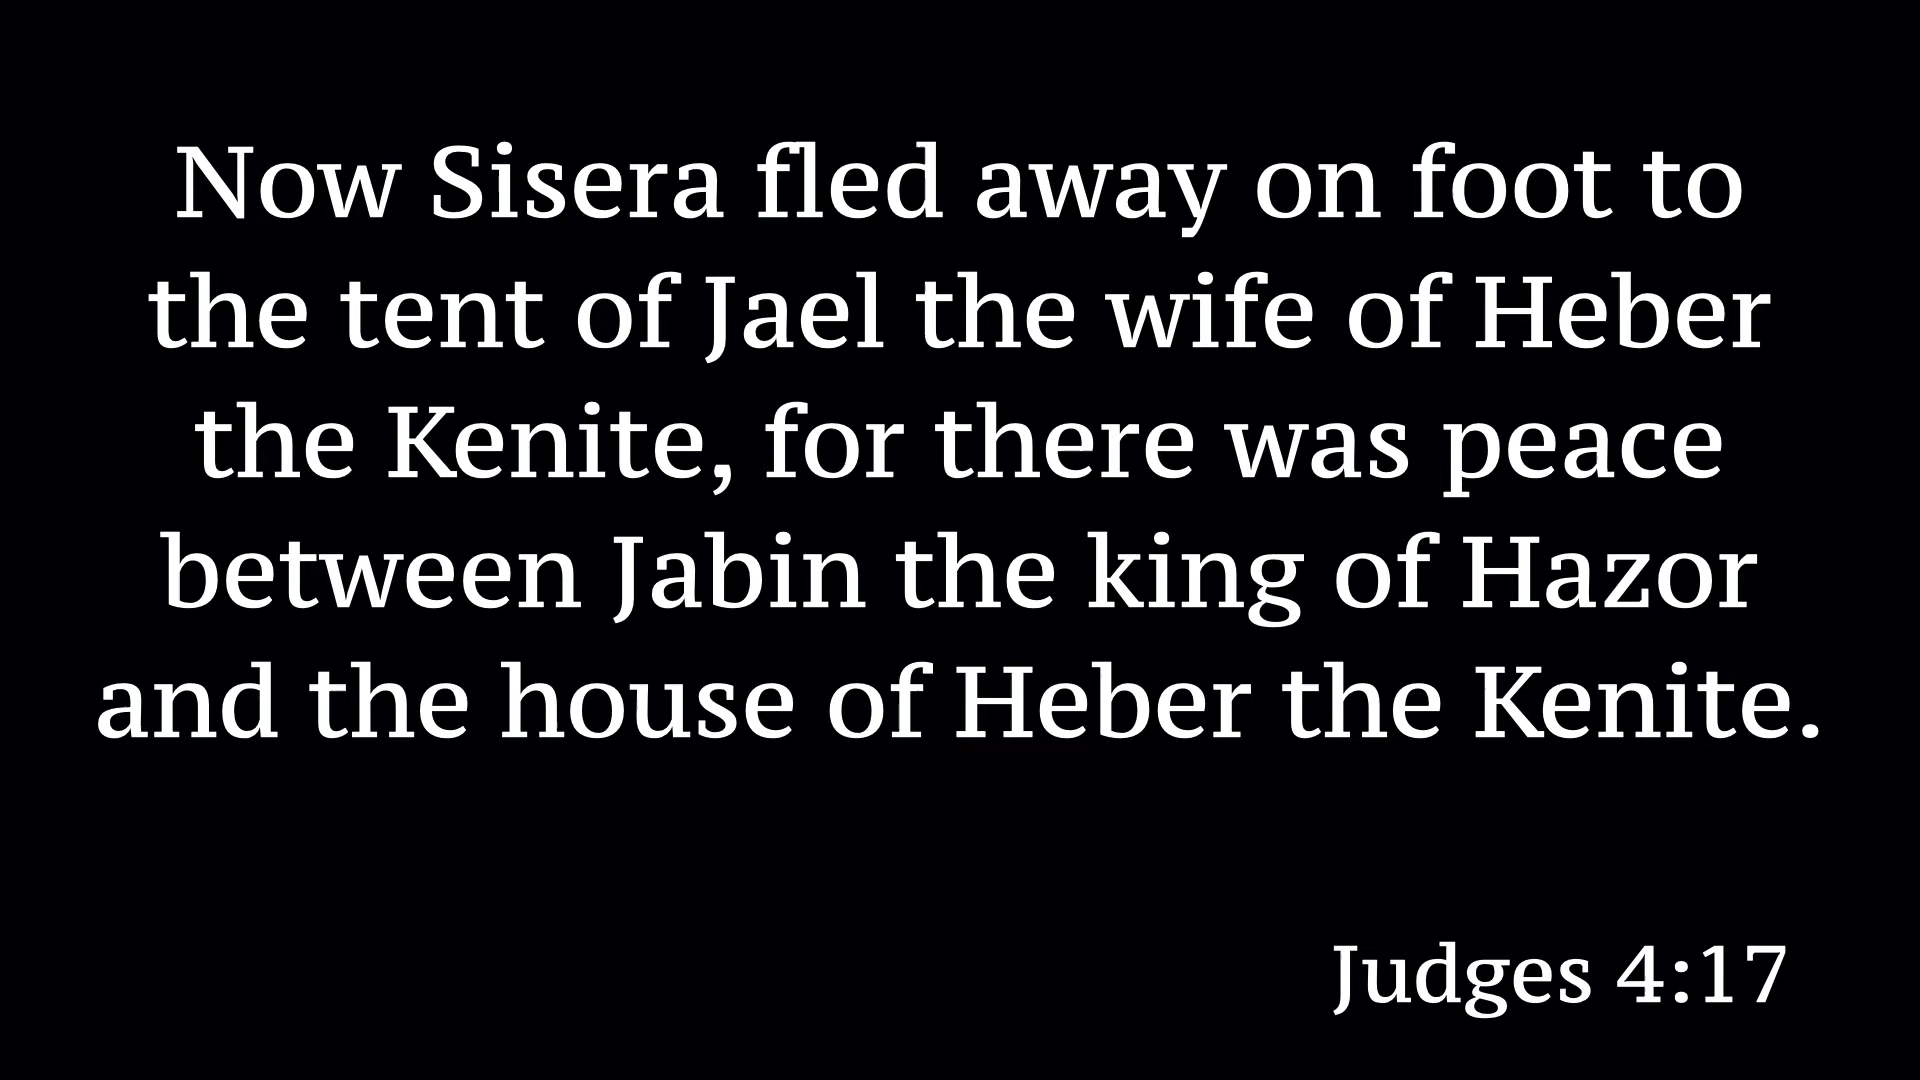 Now Sisera fled away on foot to
the tent of Jael the wife of Heber
the Kenite, for there was peace
between Jabin the king of Hazor
and the house of Heber the Kenite.
Judges 4:17